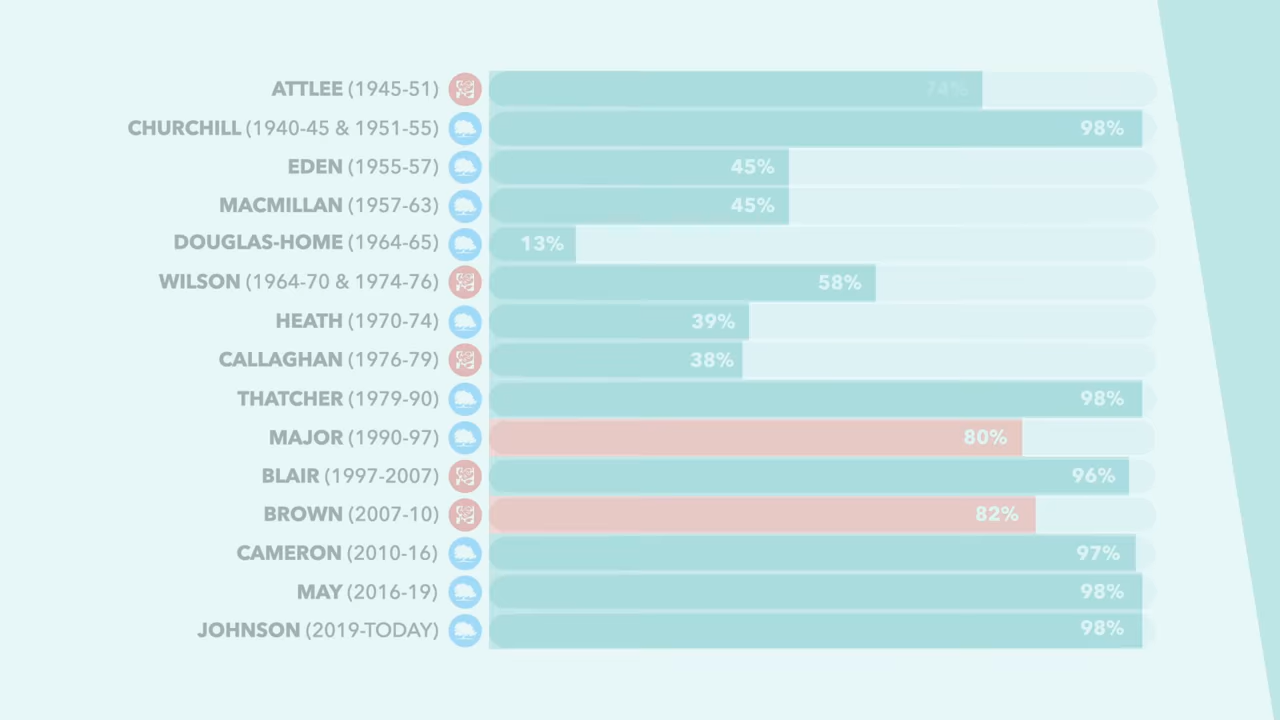 ATTLEE (1945-51) 74%
CHURCHILL (1940-45 & 1951-55) 98%
EDEN (1955-57) 45%
MACMILLAN (1957-63) 45%
DOUGLAS-HOME (1964-65) 13%
WILSON (1964-70 & 1974-76) 58%
HEATH (1970-74) 39%
CALLAGHAN (1976-79) 38%
THATCHER (1979-90) 98%
MAJOR (1990-97) 80%
BLAIR (1997-2007) 96%
BROWN (2007-10) 82%
CAMERON (2010-16) 97%
MAY (2016-19) 98%
JOHNSON (2019-TODAY) 98%